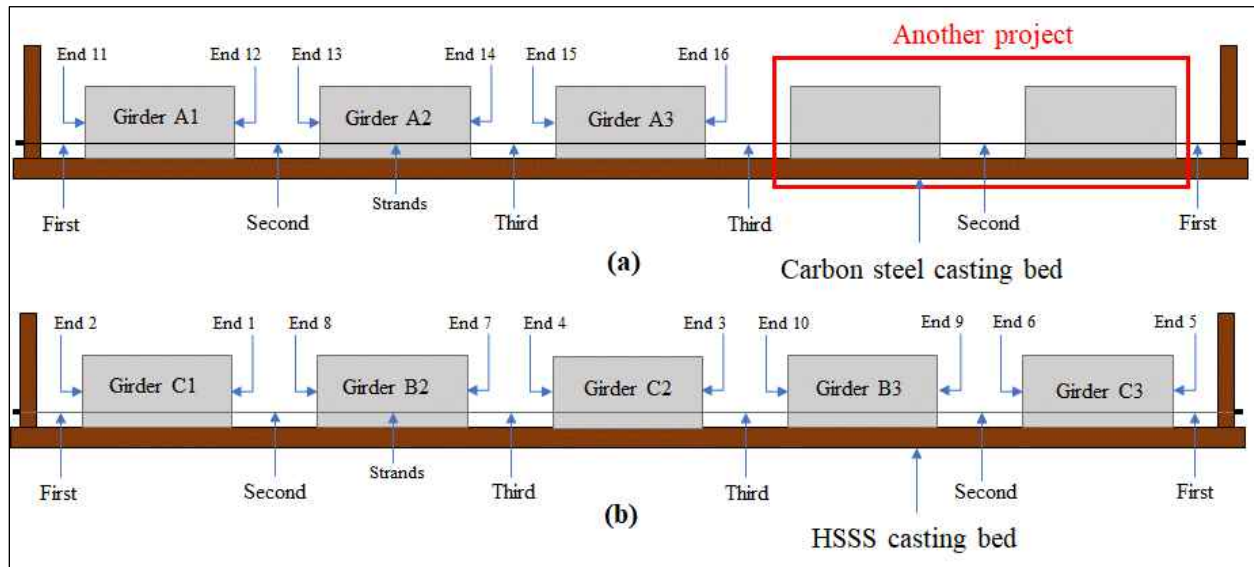 Another project
End 11
End 12
End 13
End 14
End 15
End 16
Girder A1
Girder A2
Girder A3
First
Second
Strands
Third
Third
Second
First
(a)
Carbon steel casting bed
End 2
End 1
End 8
End 7
End 4
End 3
End 10
End 9
End 6
End 5
Girder C1
Girder B2
Girder C2
Girder B3
Girder C3
First
Second
Strands
Third
Third
Second
First
(b)
HSSS casting bed